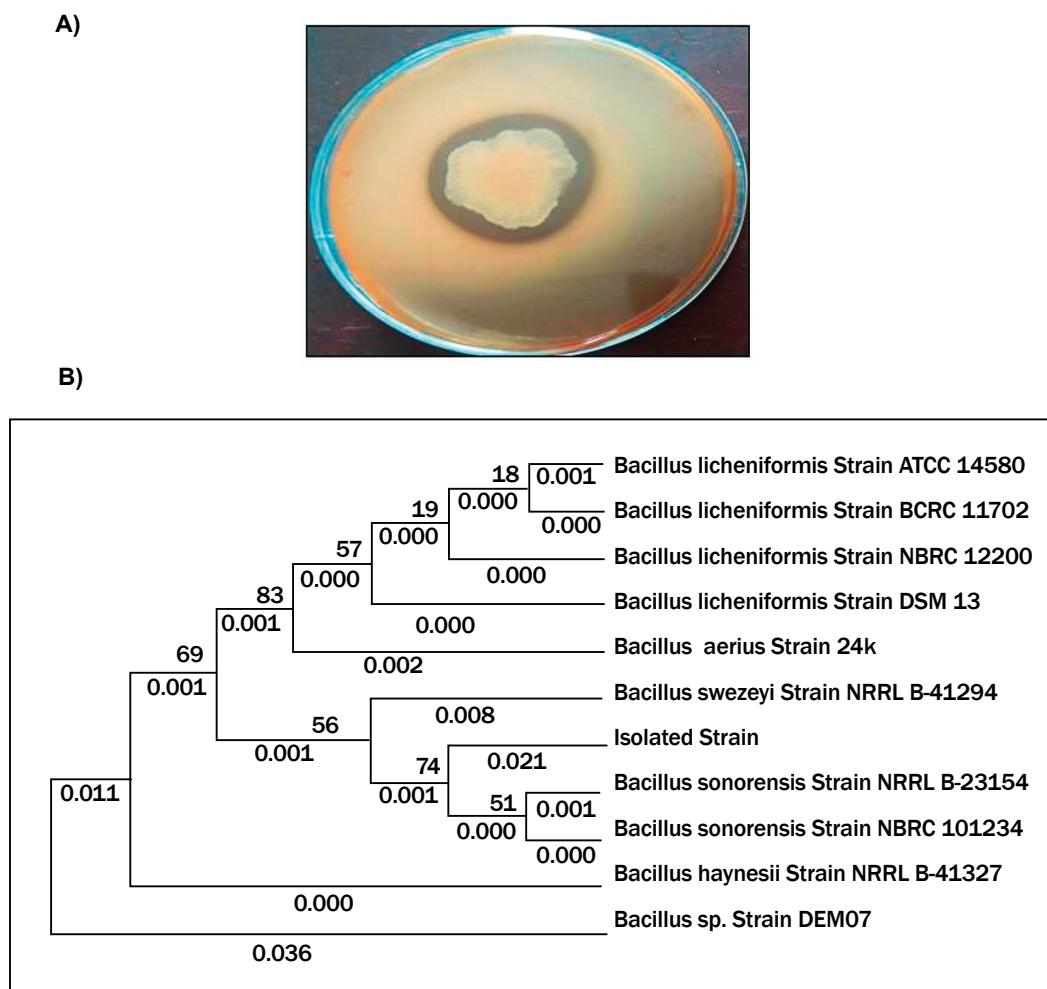 A)
B)
18
0.001
Bacillus licheniformis Strain ATCC 14580
19
0.000
0.000
Bacillus licheniformis Strain BCRC 11702
57
0.000
0.000
Bacillus licheniformis Strain NBRC 12200
83
0.000
0.000
Bacillus licheniformis Strain DSM 13
69
0.001
0.002
Bacillus aerius Strain 24k
0.001
56
0.008
Bacillus swezeyi Strain NRRL B-41294
0.001
74
0.021
Isolated Strain
0.011
0.001
51
0.001
Bacillus sonorensis Strain NRRL B-23154
0.000
0.000
Bacillus sonorensis Strain NBRC 101234
0.000
Bacillus haynesii Strain NRRL B-41327
0.036
Bacillus sp. Strain DEM07